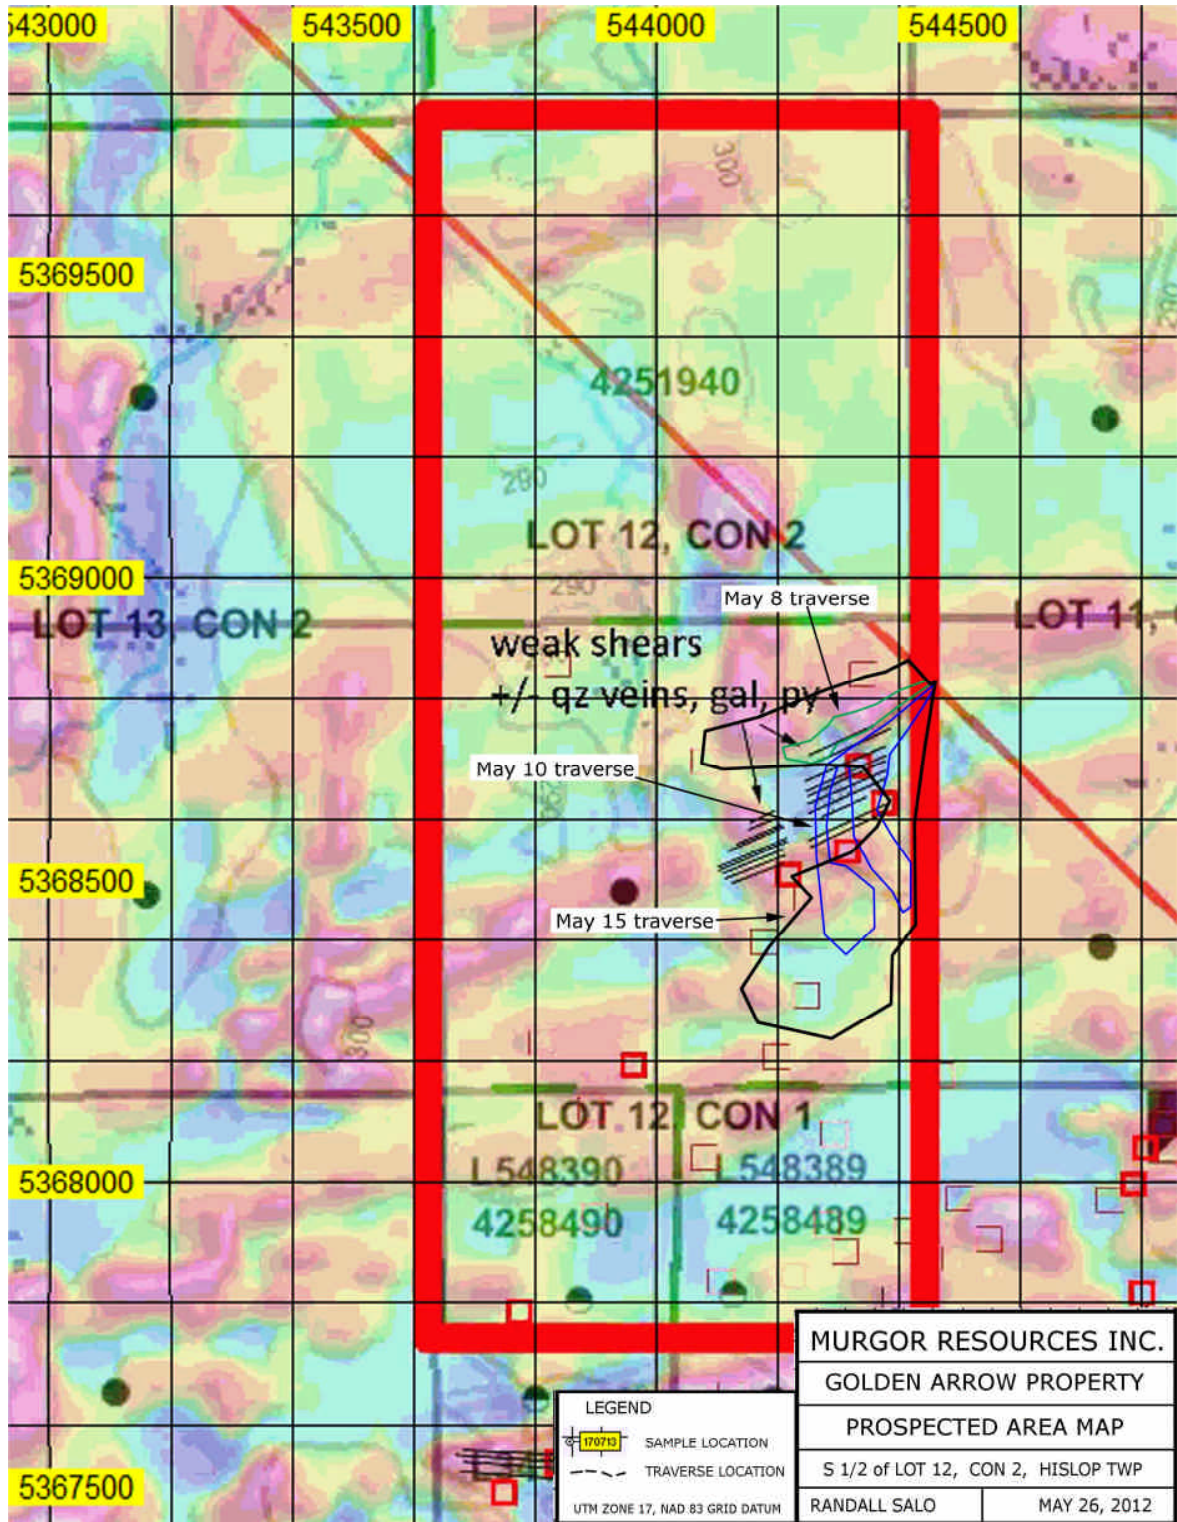 543000
543500
544000
544500
300
5369500
4251940
290
LOT 12, CON 2
5369000
290
May 8 traverse
LOT 13, CON 2
LOT 11,
weak shears
+/- qz veins, gal, py
May 10 traverse
290
5368500
May 15 traverse
300
LOT 12, CON 1
L548390
L548389
5368000
4258490
4258489
MURGOR RESOURCES INC.
GOLDEN ARROW PROPERTY
PROSPECTED AREA MAP
S 1/2 of LOT 12, CON 2, HISLOP TWP
RANDALL SALO
MAY 26, 2012
LEGEND
170713
SAMPLE LOCATION
TRAVERSE LOCATION
UTM ZONE 17, NAD 83 GRID DATUM
5367500